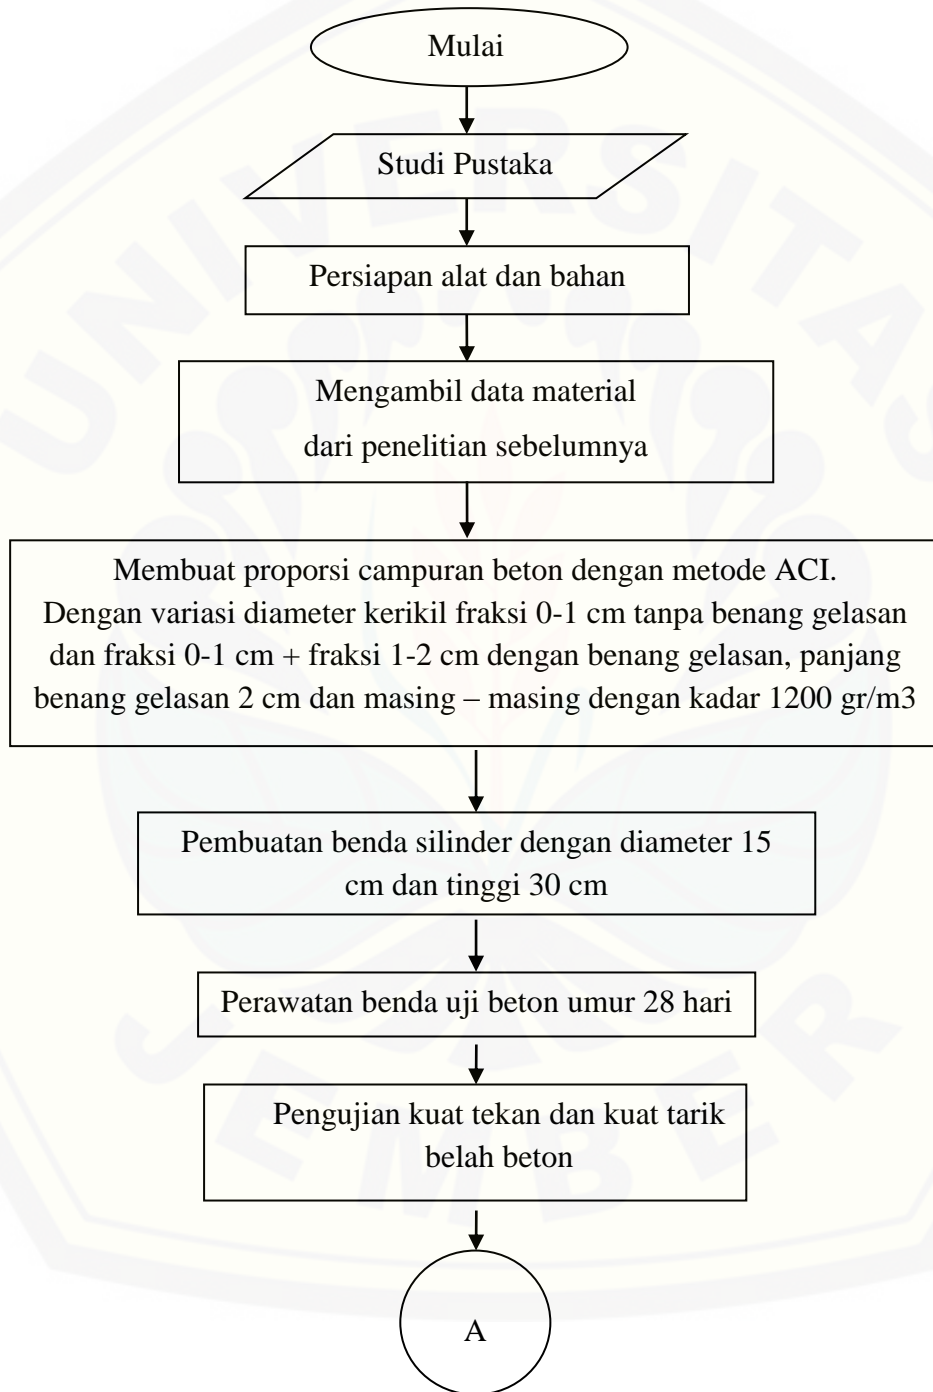 Mulai
Studi Pustaka
Persiapan alat dan bahan
Mengambil data material
dari penelitian sebelumnya
Membuat proporsi campuran beton dengan metode ACI.
Dengan variasi diameter kerikil fraksi 0-1 cm tanpa benang gelasan
dan fraksi 0-1 cm + fraksi 1-2 cm dengan benang gelasan, panjang
benang gelasan 2 cm dan masing – masing dengan kadar 1200 gr/m3
Pembuatan benda silinder dengan diameter 15
cm dan tinggi 30 cm
Perawatan benda uji beton umur 28 hari
Pengujian kuat tekan dan kuat tarik
belah beton
A
UNIVERSITAS
JEMBER